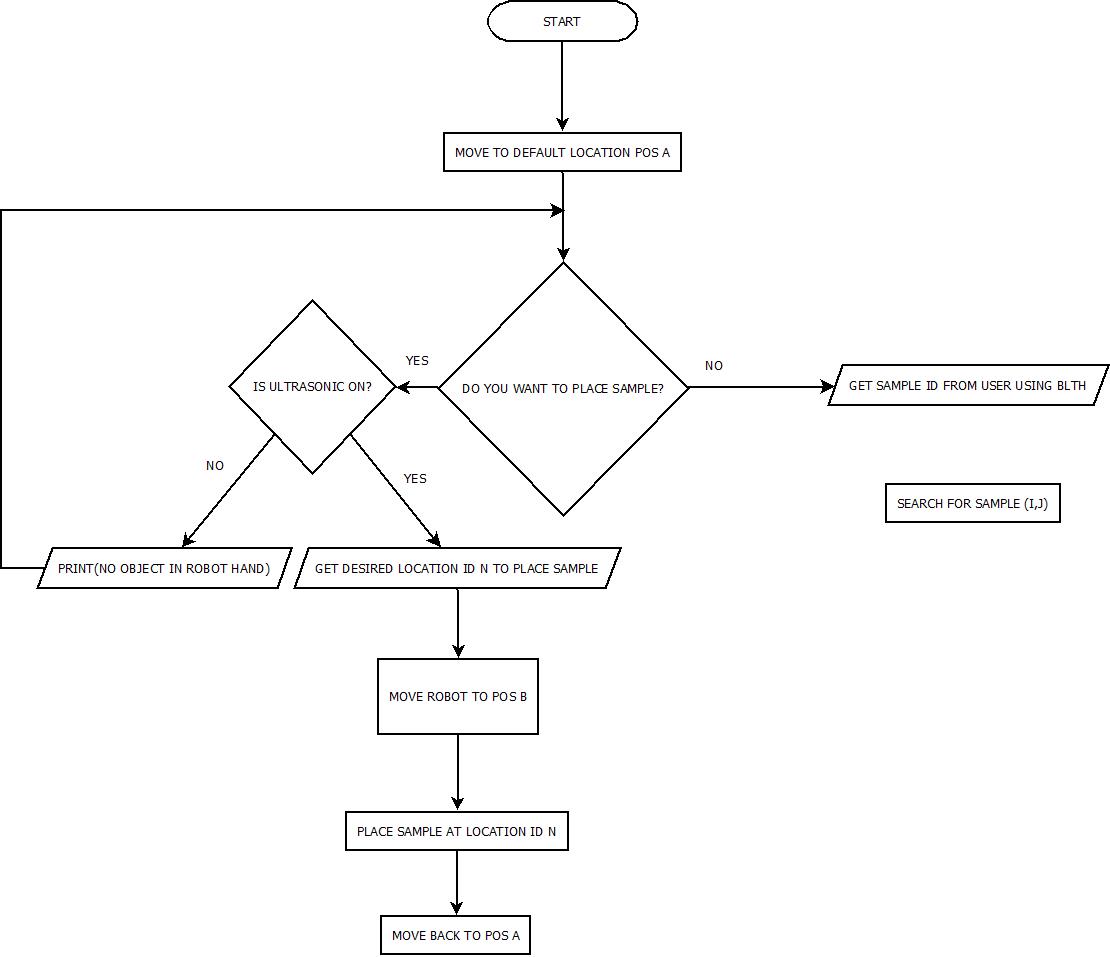 START
MOVE TO DEFAULT LOCATION POS A
DO YOU WANT TO PLACE SAMPLE?
YES
NO
IS ULTRASONIC ON?
GET SAMPLE ID FROM USER USING BLTH
NO
YES
SEARCH FOR SAMPLE (I,J)
PRINT(NO OBJECT IN ROBOT HAND)
GET DESIRED LOCATION ID N TO PLACE SAMPLE
MOVE ROBOT TO POS B
PLACE SAMPLE AT LOCATION ID N
MOVE BACK TO POS A